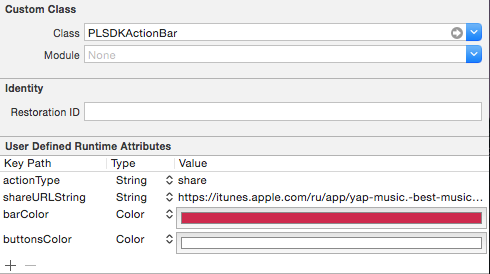 Custom Class
Class PLSDKActionBar
Module None
Identity
Restoration ID
User Defined Runtime Attributes
Key Path Type Value
actionType String share
shareURLString String https://itunes.apple.com/ru/app/yap-music.-best-music...
barColor Color
buttonsColor Color
+ −